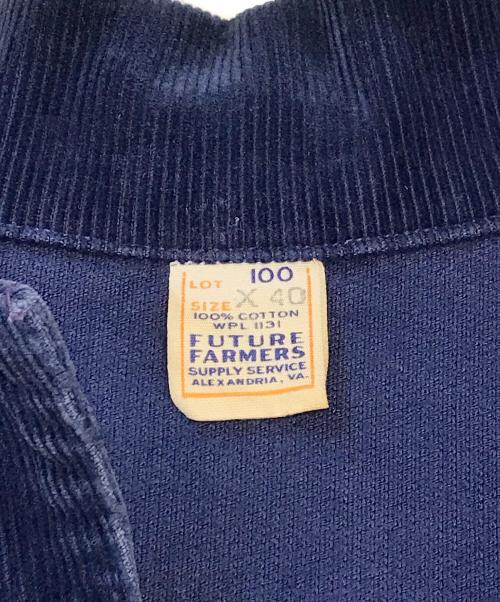 LOT 100
SIZE X 40
100% COTTON
WPL 1131
FUTURE
FARMERS
SUPPLY SERVICE
ALEXANDRIA, VA.